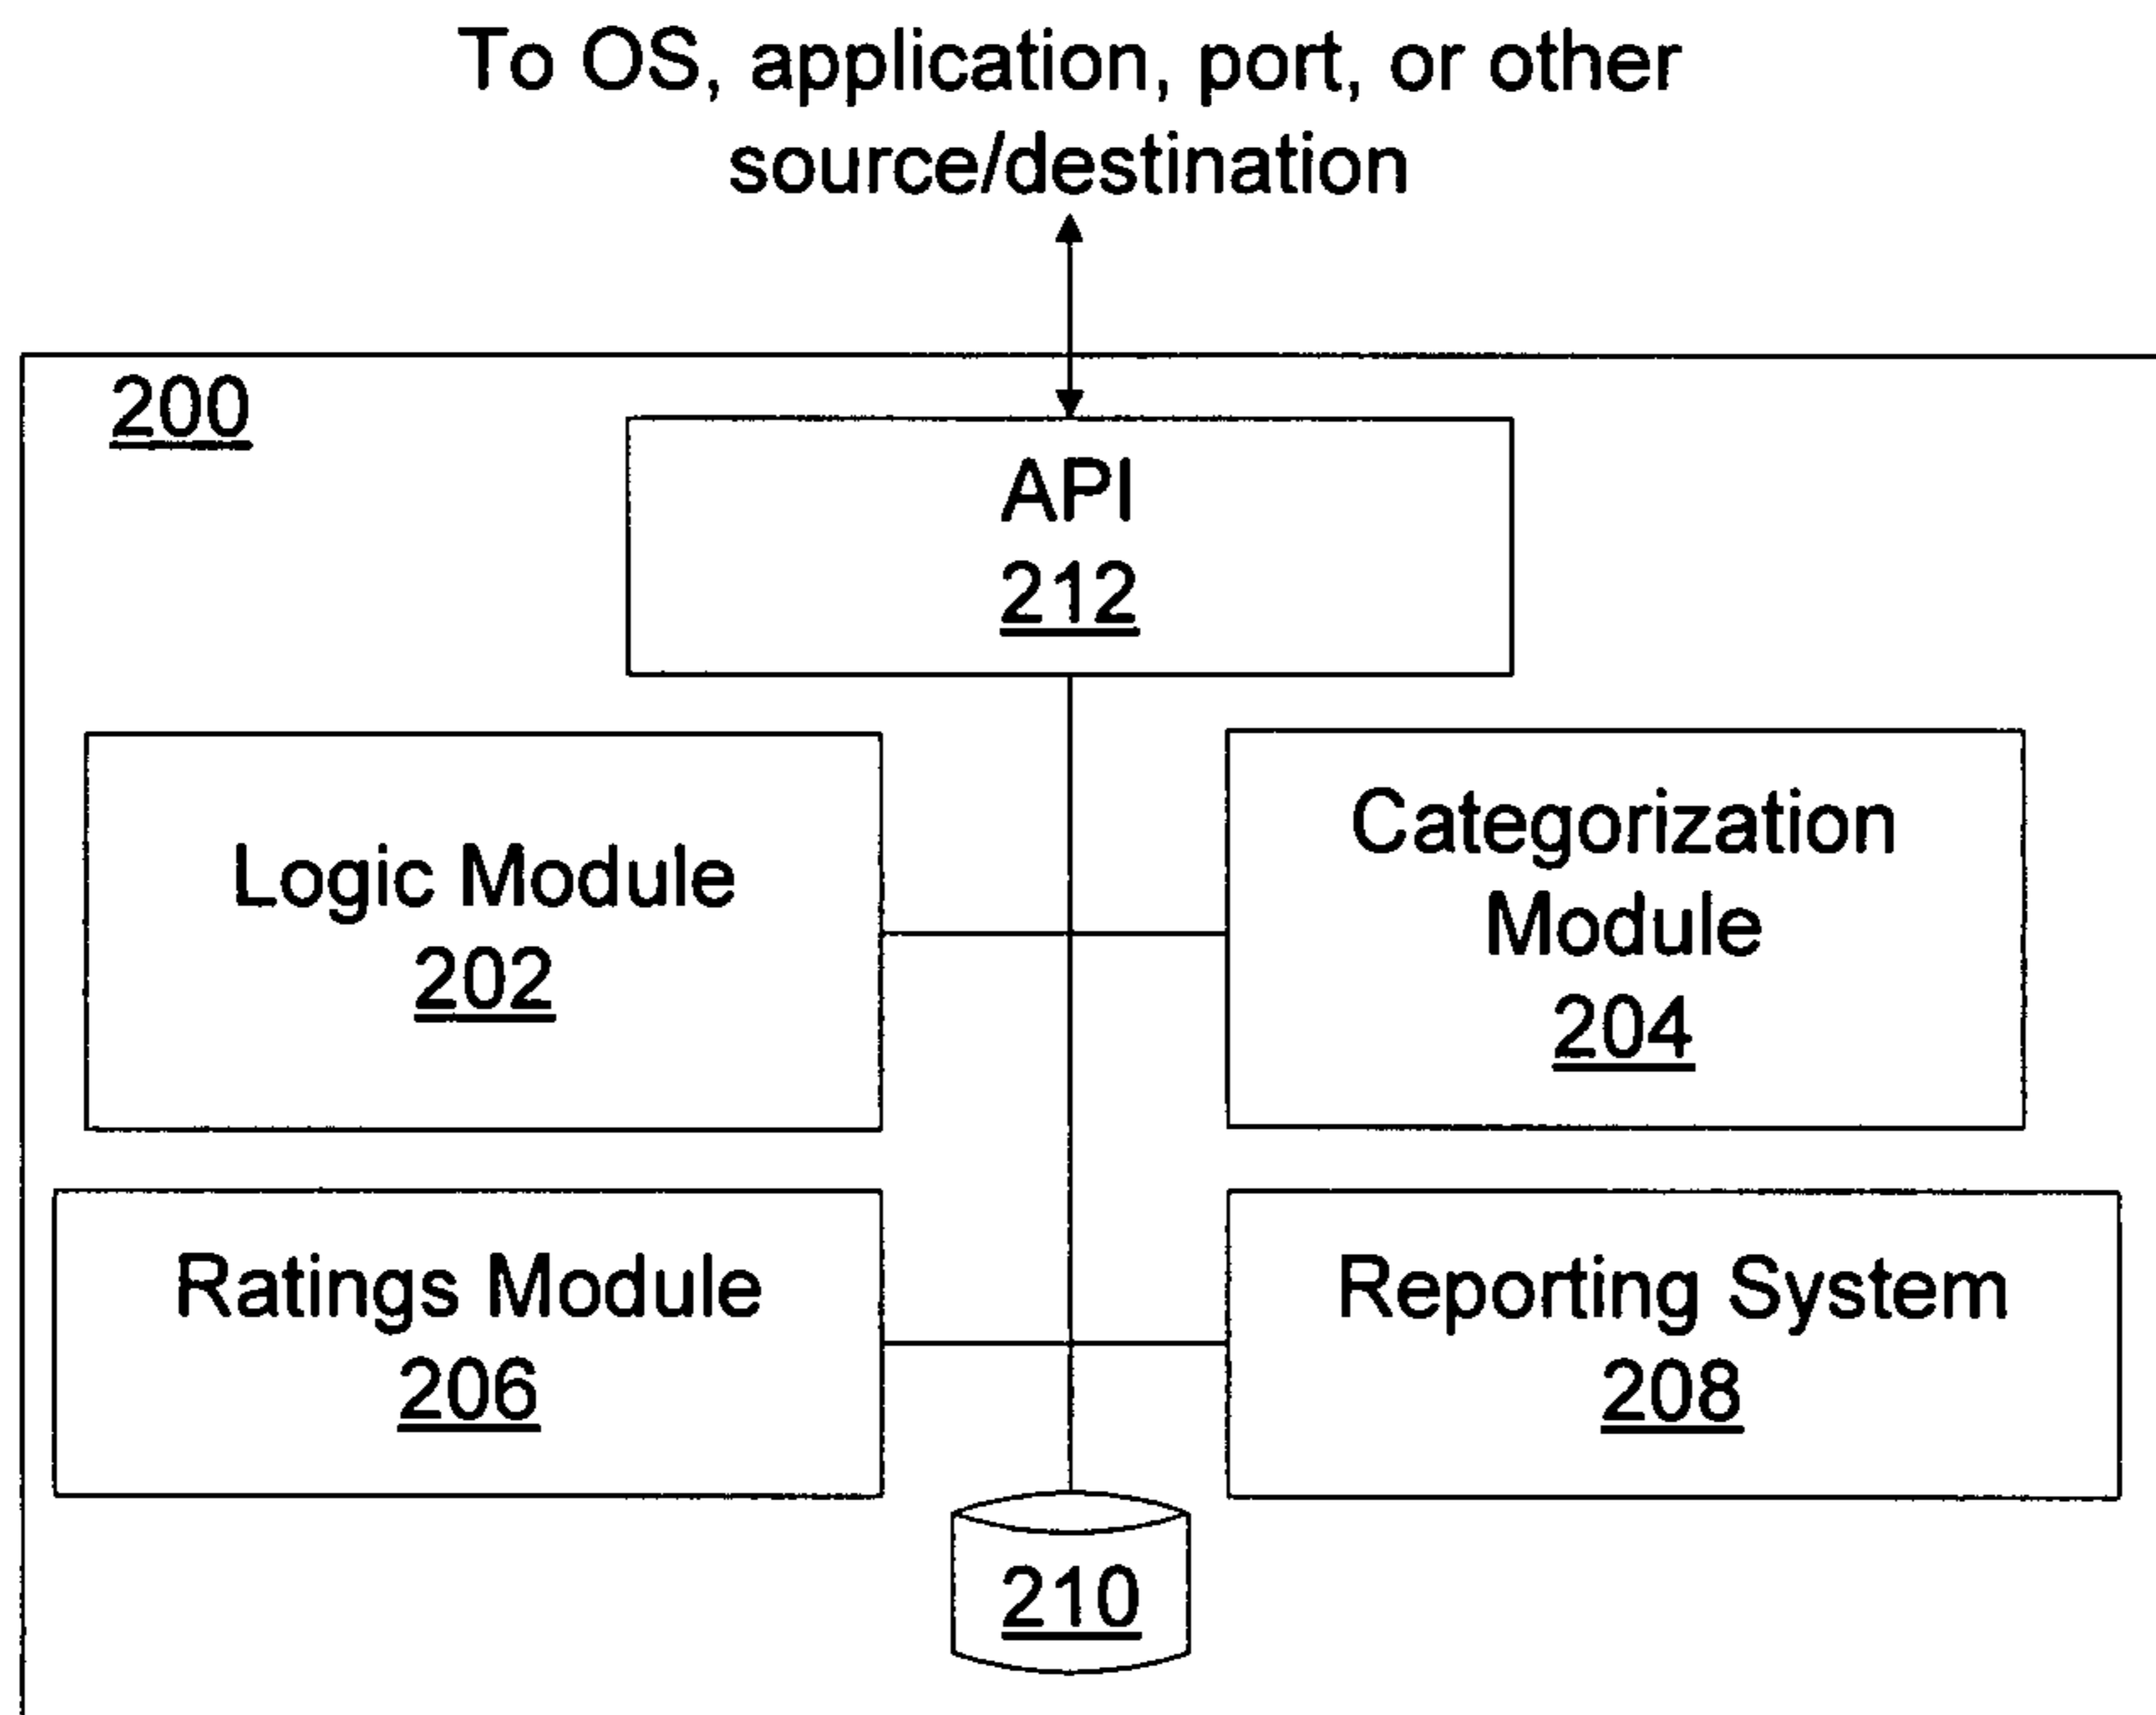 To OS, application, port, or other
source/destination
200
API
212
Logic Module
202
Categorization
Module
204
Ratings Module
206
Reporting System
208
210